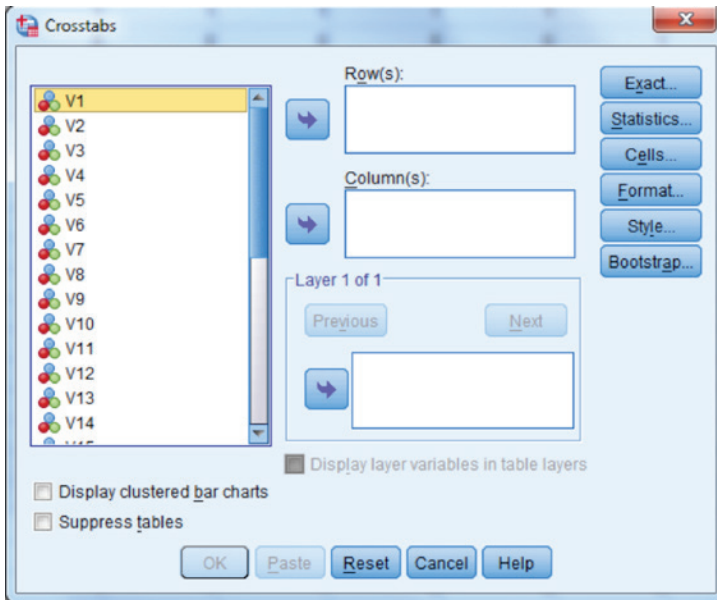 Crosstabs
V1
V2
V3
V4
V5
V6
V7
V8
V9
V10
V11
V12
V13
V14
Row(s):
Column(s):
Layer 1 of 1
Previous
Next
Display layer variables in table layers
Exact...
Statistics...
Cells...
Format...
Style...
Bootstrap...
Display clustered bar charts
Suppress tables
OK
Paste
Reset
Cancel
Help